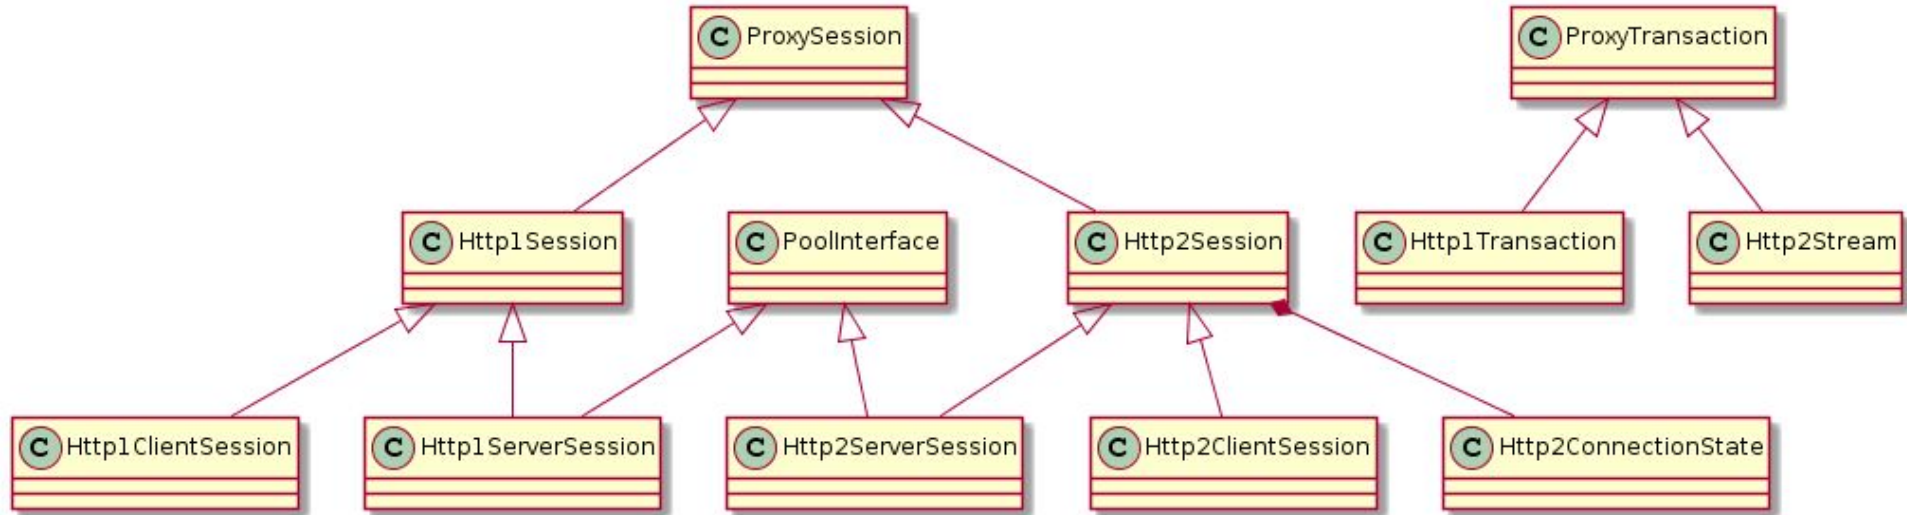 C ProxySession
C ProxyTransaction
C Http1Session
C PoolInterface
C Http2Session
C Http1Transaction
C Http2Stream
C Http1ClientSession
C Http1ServerSession
C Http2ServerSession
C Http2ClientSession
C Http2ConnectionState